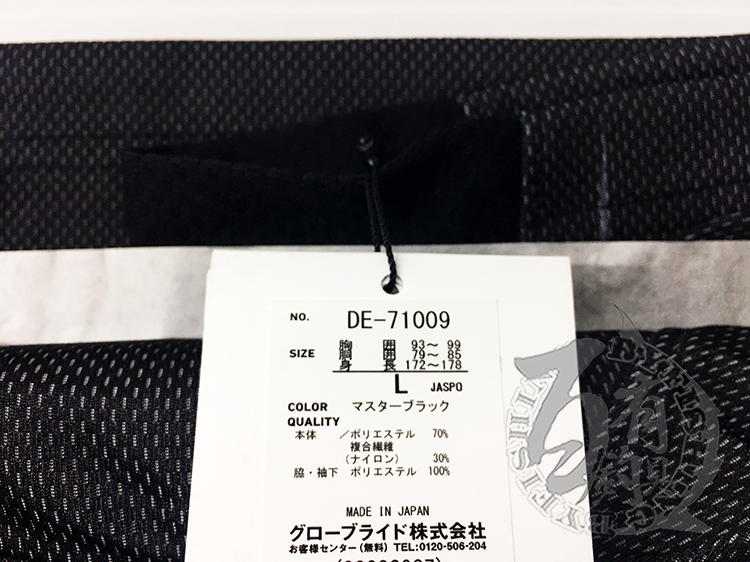 NO. DE-71009
SIZE 胸 囲 93～ 99
胴 囲 79～ 85
身 長 172～178
L JASPO
COLOR マスターブラック
QUALITY
本体 ／ポリエステル 70%
複合繊維
(ナイロン) 30%
脇・袖下 ポリエステル 100%
MADE IN JAPAN
グローブライド株式会社
お客様センター(無料) TEL:0120-506-204